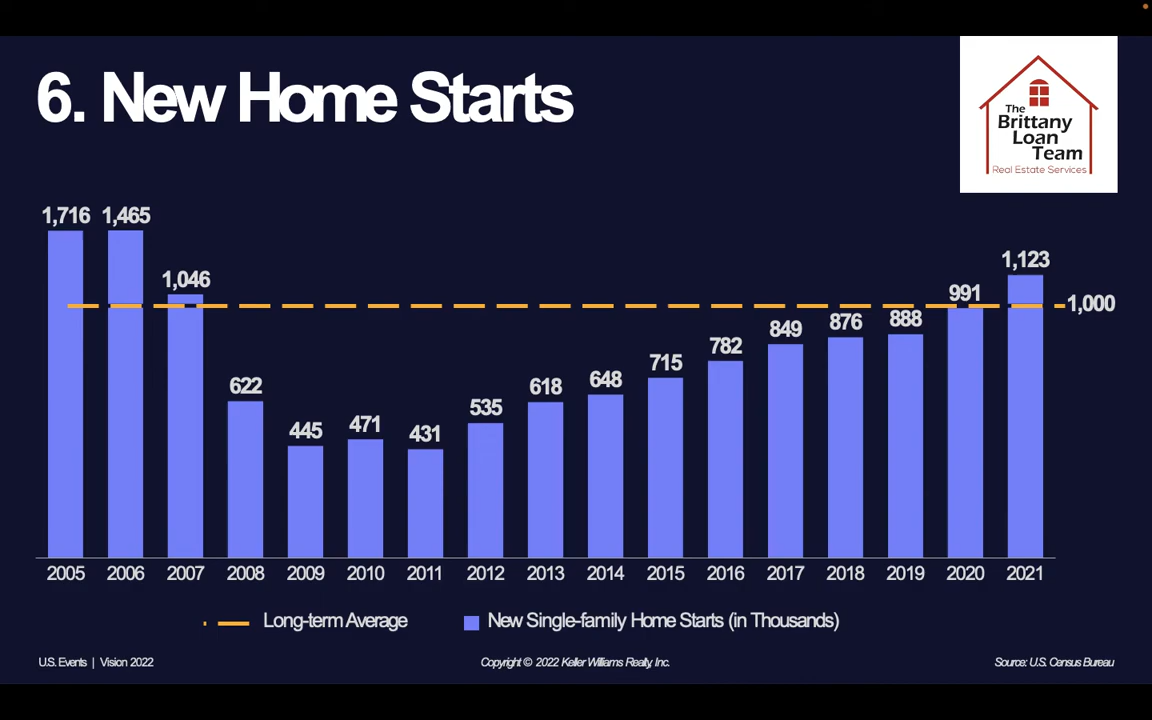 6. New Home Starts
The
Brittany
Loan
Team
Real Estate Services
1,716 1,465 1,046 622 445 471 431 535 618 648 715 782 849 876 888 991 1,123
1,000
2005 2006 2007 2008 2009 2010 2011 2012 2013 2014 2015 2016 2017 2018 2019 2020 2021
Long-term Average New Single-family Home Starts (in Thousands)
U.S. Events | Vision 2022 Copyright © 2022 Keller Williams Realty, Inc. Source: U.S. Census Bureau